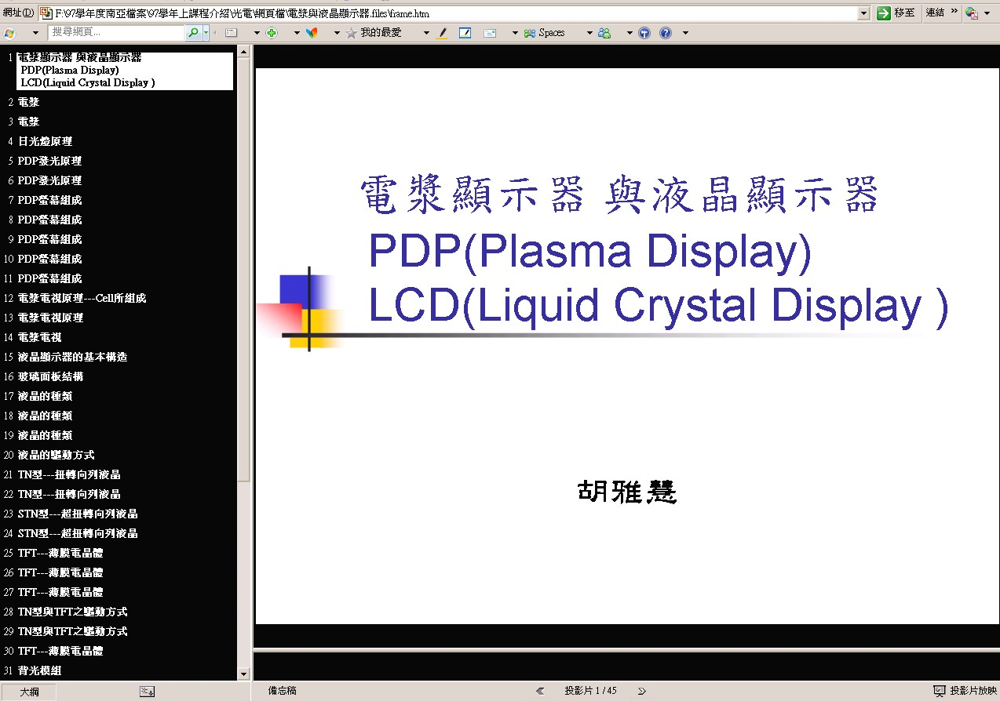 網址(D) F:\97學年度南亞檔案\97學年上課程介紹\光電\網頁檔\電漿與液晶顯示器.files\frame.htm 移至 連結 »
搜尋網頁... 我的最愛 Spaces
1 電漿顯示器 與液晶顯示器
PDP(Plasma Display)
LCD(Liquid Crystal Display )
2 電漿
3 電漿
4 日光燈原理
5 PDP發光原理
6 PDP發光原理
7 PDP螢幕組成
8 PDP螢幕組成
9 PDP螢幕組成
10 PDP螢幕組成
11 PDP螢幕組成
12 電漿電視原理---Cell所組成
13 電漿電視原理
14 電漿電視
15 液晶顯示器的基本構造
16 玻璃面板結構
17 液晶的種類
18 液晶的種類
19 液晶的種類
20 液晶的驅動方式
21 TN型---扭轉向列液晶
22 TN型---扭轉向列液晶
23 STN型---超扭轉向列液晶
24 STN型---超扭轉向列液晶
25 TFT---薄膜電晶體
26 TFT---薄膜電晶體
27 TFT---薄膜電晶體
28 TN型與TFT之驅動方式
29 TN型與TFT之驅動方式
30 TFT---薄膜電晶體
31 背光模組
電漿顯示器 與液晶顯示器
PDP(Plasma Display)
LCD(Liquid Crystal Display )
胡雅慧
大綱 備忘稿 投影片 1 / 45 投影片放映